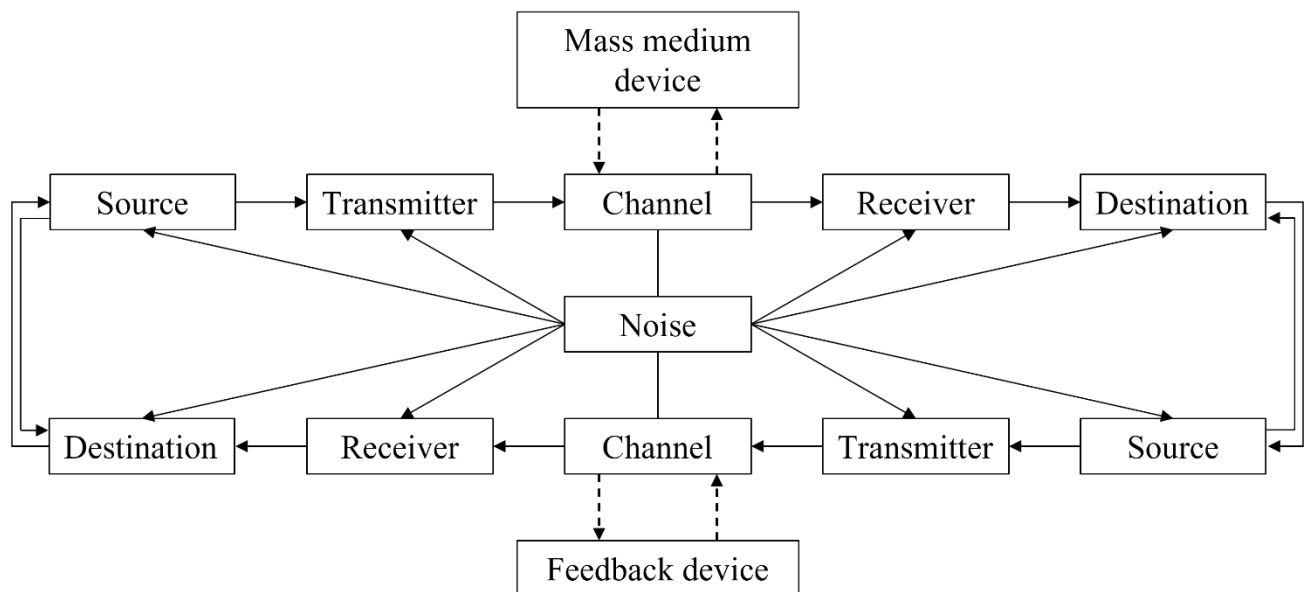 Mass medium
device
Source
Transmitter
Channel
Receiver
Destination
Noise
Destination
Receiver
Channel
Transmitter
Source
Feedback device